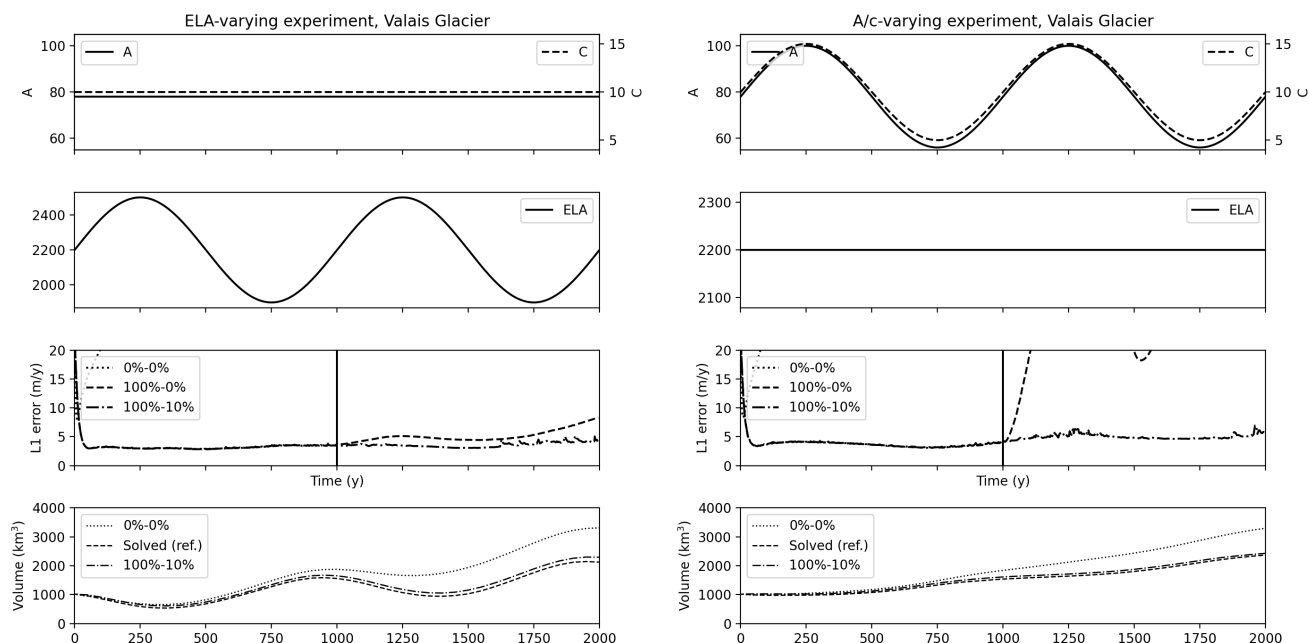 ELA-varying experiment, Valais Glacier
100
80
60
A
A
C
15
10
5
C
2400
2200
2000
ELA
20
15
10
5
0
L1 error (m/y)
0%-0%
100%-0%
100%-10%
Time (y)
4000
3000
2000
1000
0
Volume (km³)
0%-0%
Solved (ref.)
100%-10%
0 250 500 750 1000 1250 1500 1750 2000
A/c-varying experiment, Valais Glacier
100
80
60
A
A
C
15
10
5
C
2300
2200
2100
ELA
20
15
10
5
0
L1 error (m/y)
0%-0%
100%-0%
100%-10%
Time (y)
4000
3000
2000
1000
0
Volume (km³)
0%-0%
Solved (ref.)
100%-10%
0 250 500 750 1000 1250 1500 1750 2000